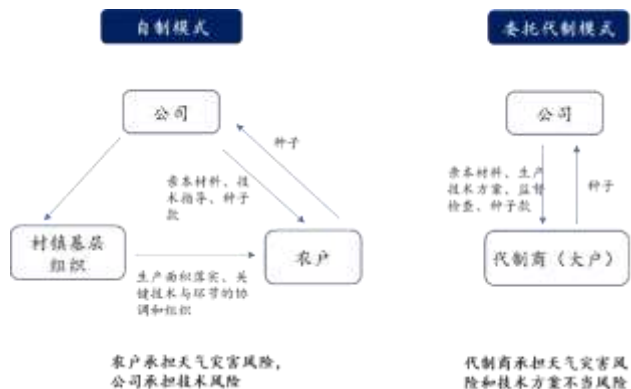 自制模式
公司
种子
亲本材料、技
术指导、种子
款
村镇基层
组织
农户
生产面积落实、关
键技术与环节的协
调和组织
农户承担天气灾害风险，
公司承担技术风险
委托代制模式
公司
亲本材料、生产
技术方案、监督
检查、种子款
种子
代制商（大户）
代制商承担天气灾害风
险和技术方案不当风险